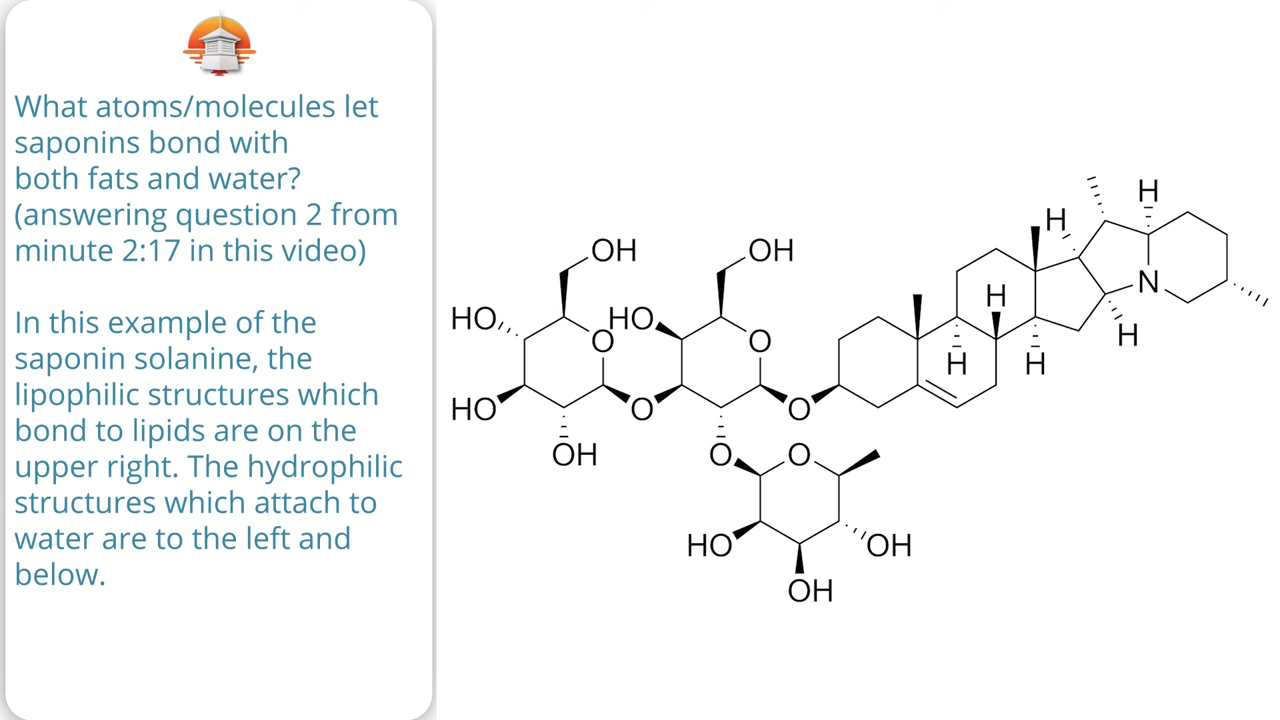 What atoms/molecules let
saponins bond with
both fats and water?
(answering question 2 from
minute 2:17 in this video)
In this example of the
saponin solanine, the
lipophilic structures which
bond to lipids are on the
upper right. The hydrophilic
structures which attach to
water are to the left and
below.
H
H
OH
OH
N
H
HO
HO
O
O
H
H
H
HO
O
O
OH
O
O
HO
OH
OH